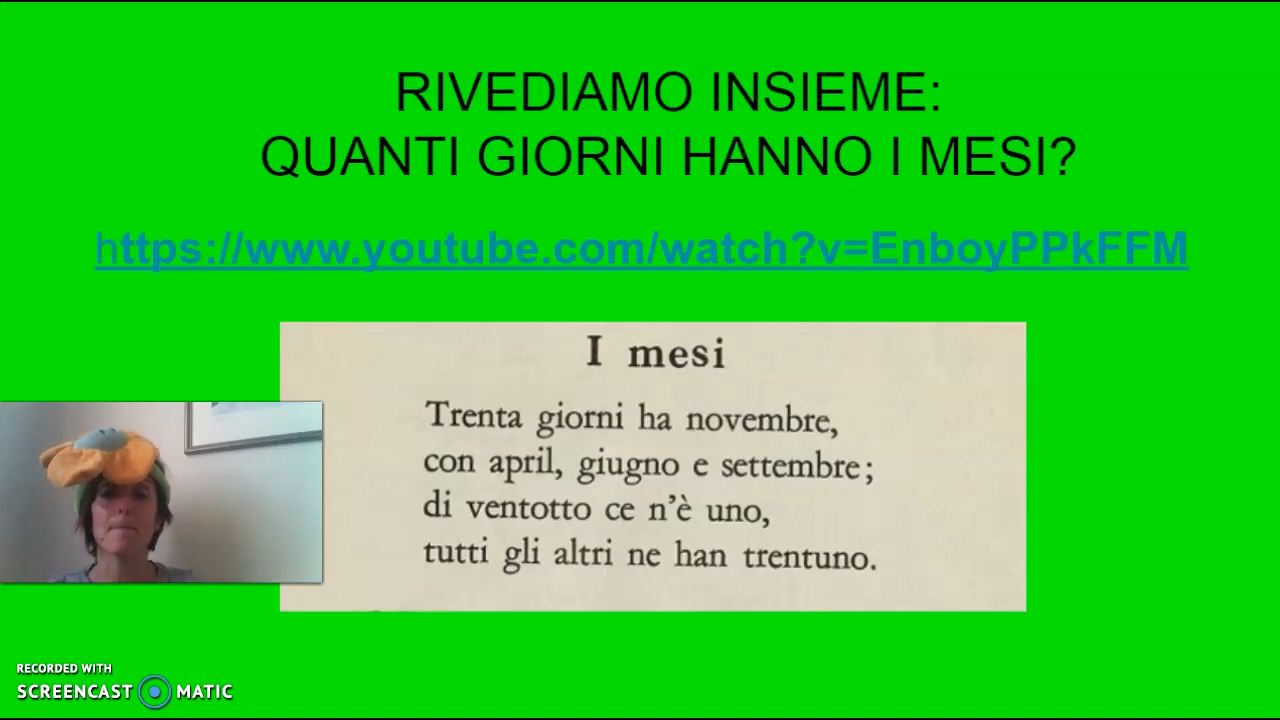 RIVEDIAMO INSIEME:
QUANTI GIORNI HANNO I MESI?
https://www.youtube.com/watch?v=EnboyPPkFFM
I mesi
Trenta giorni ha novembre,
con april, giugno e settembre;
di ventotto ce n'è uno,
tutti gli altri ne han trentuno.
RECORDED WITH
SCREENCAST MATIC